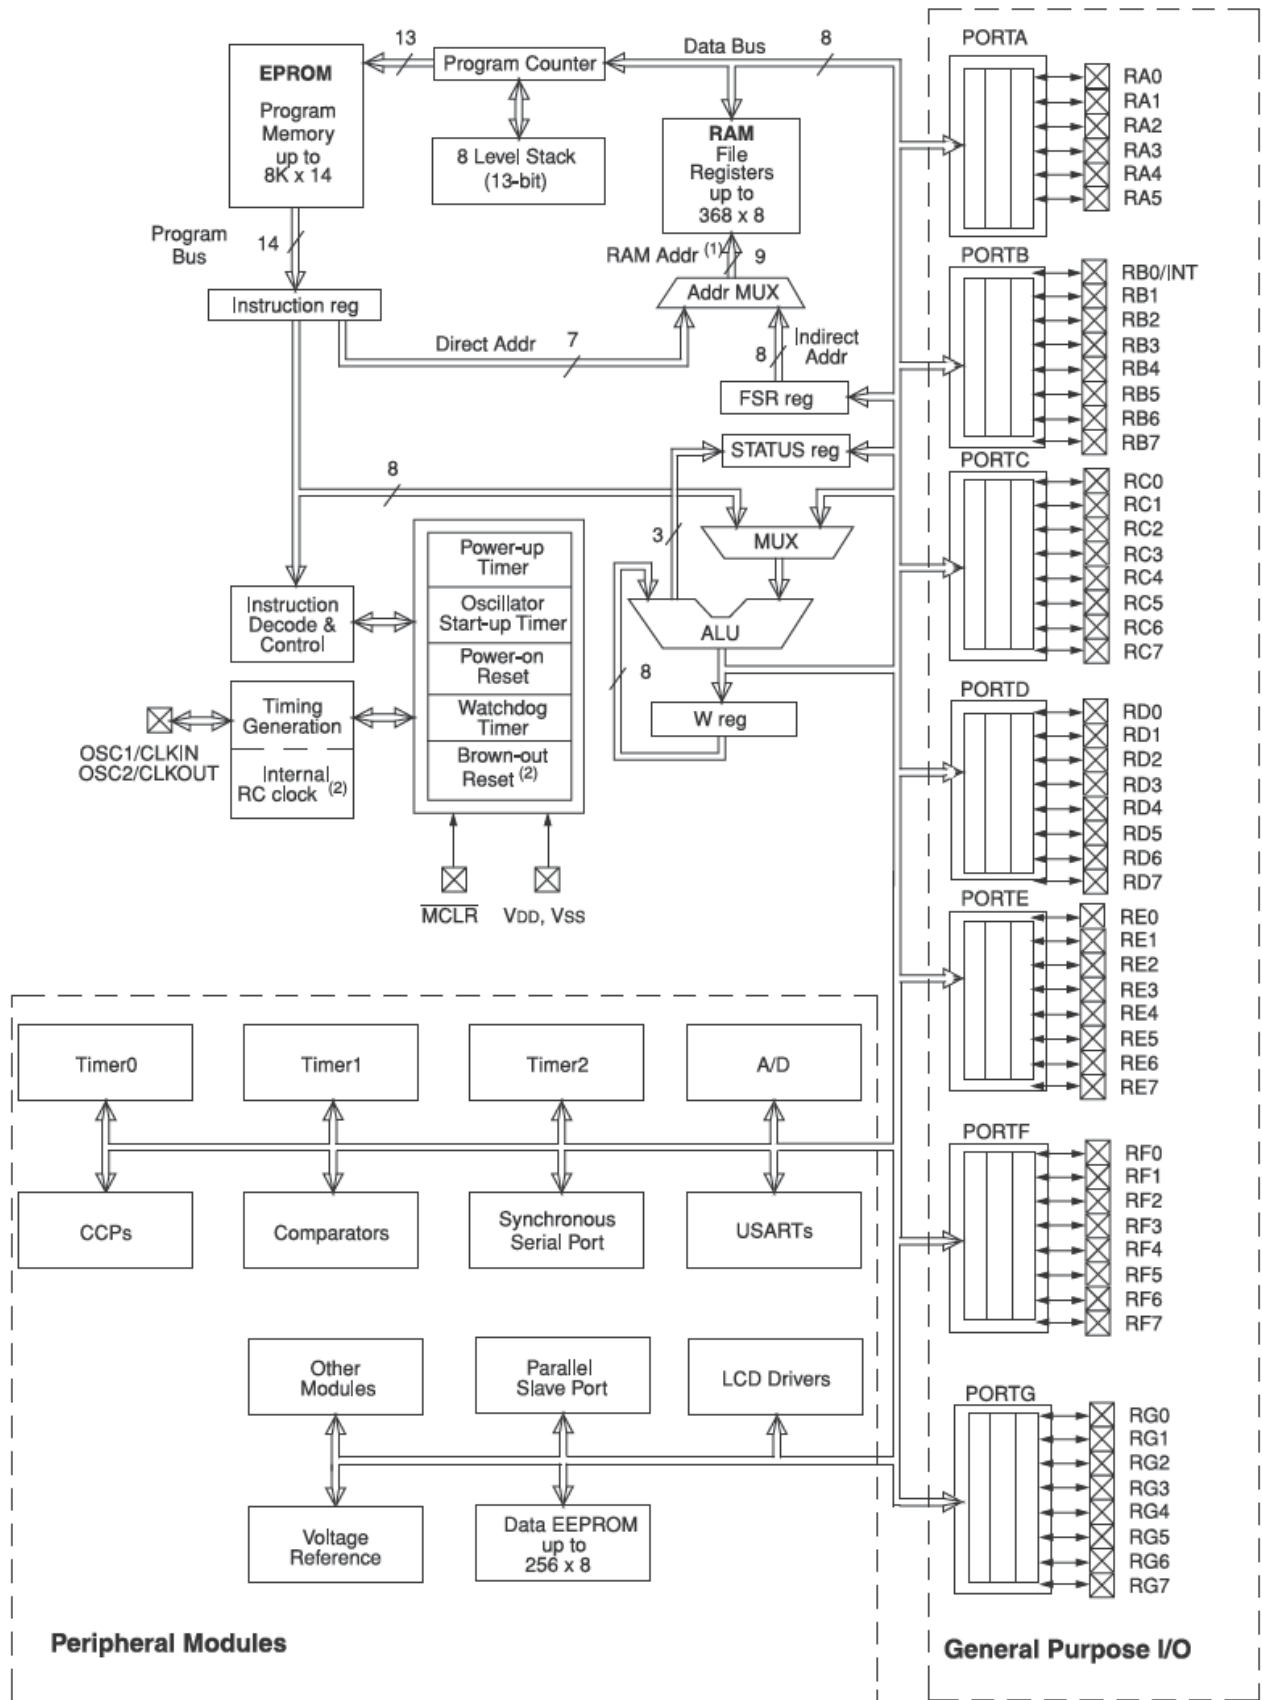 13
Data Bus
8
PORTA
EPROM
Program
Memory
up to
8K x 14
Program Counter
8 Level Stack
(13-bit)
RAM
File
Registers
up to
368 x 8
RA0
RA1
RA2
RA3
RA4
RA5
Program
Bus
14
RAM Addr (1)
9
PORTB
Instruction reg
Addr MUX
RB0/INT
RB1
RB2
RB3
RB4
RB5
RB6
RB7
Direct Addr
7
8
Indirect
Addr
FSR reg
STATUS reg
PORTC
8
3
MUX
RC0
RC1
RC2
RC3
RC4
RC5
RC6
RC7
Power-up
Timer
Oscillator
Start-up Timer
Power-on
Reset
Watchdog
Timer
Brown-out
Reset (2)
Instruction
Decode &
Control
ALU
8
W reg
Timing
Generation
Internal
RC clock (2)
OSC1/CLKIN
OSC2/CLKOUT
PORTD
RD0
RD1
RD2
RD3
RD4
RD5
RD6
RD7
MCLR
VDD, VSS
PORTE
RE0
RE1
RE2
RE3
RE4
RE5
RE6
RE7
Timer0
Timer1
Timer2
A/D
CCPs
Comparators
Synchronous
Serial Port
USARTs
PORTF
RF0
RF1
RF2
RF3
RF4
RF5
RF6
RF7
Other
Modules
Parallel
Slave Port
LCD Drivers
Voltage
Reference
Data EEPROM
up to
256 x 8
PORTG
RG0
RG1
RG2
RG3
RG4
RG5
RG6
RG7
Peripheral Modules
General Purpose I/O